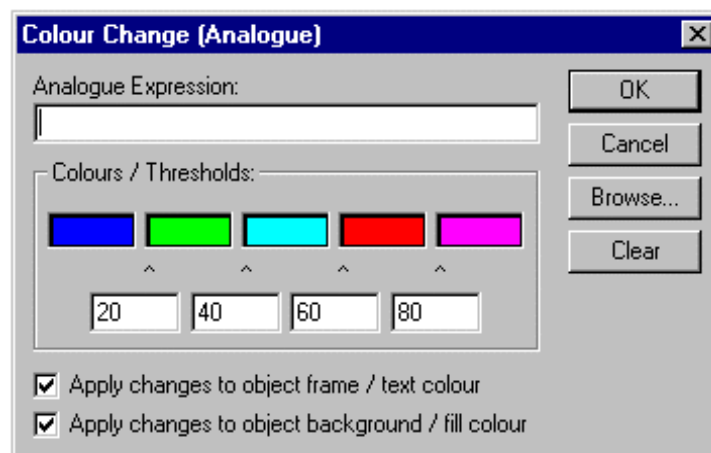 Colour Change (Analogue)
Analogue Expression:
OK
Cancel
Colours / Thresholds:
Browse...
Clear
^ ^ ^ ^
20 40 60 80
Apply changes to object frame / text colour
Apply changes to object background / fill colour